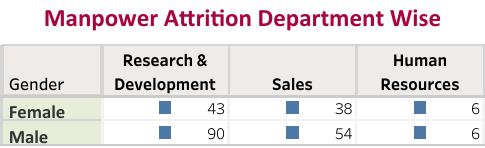 Manpower Attrition Department Wise
Research & Human
Gender Development Sales Resources
Female 43 38 6
Male 90 54 6